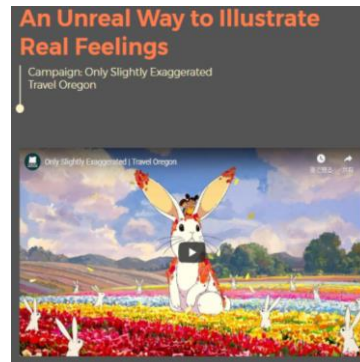 An Unreal Way to Illustrate
Real Feelings
Campaign: Only Slightly Exaggerated
Travel Oregon
Only Slightly Exaggerated | Travel Oregon